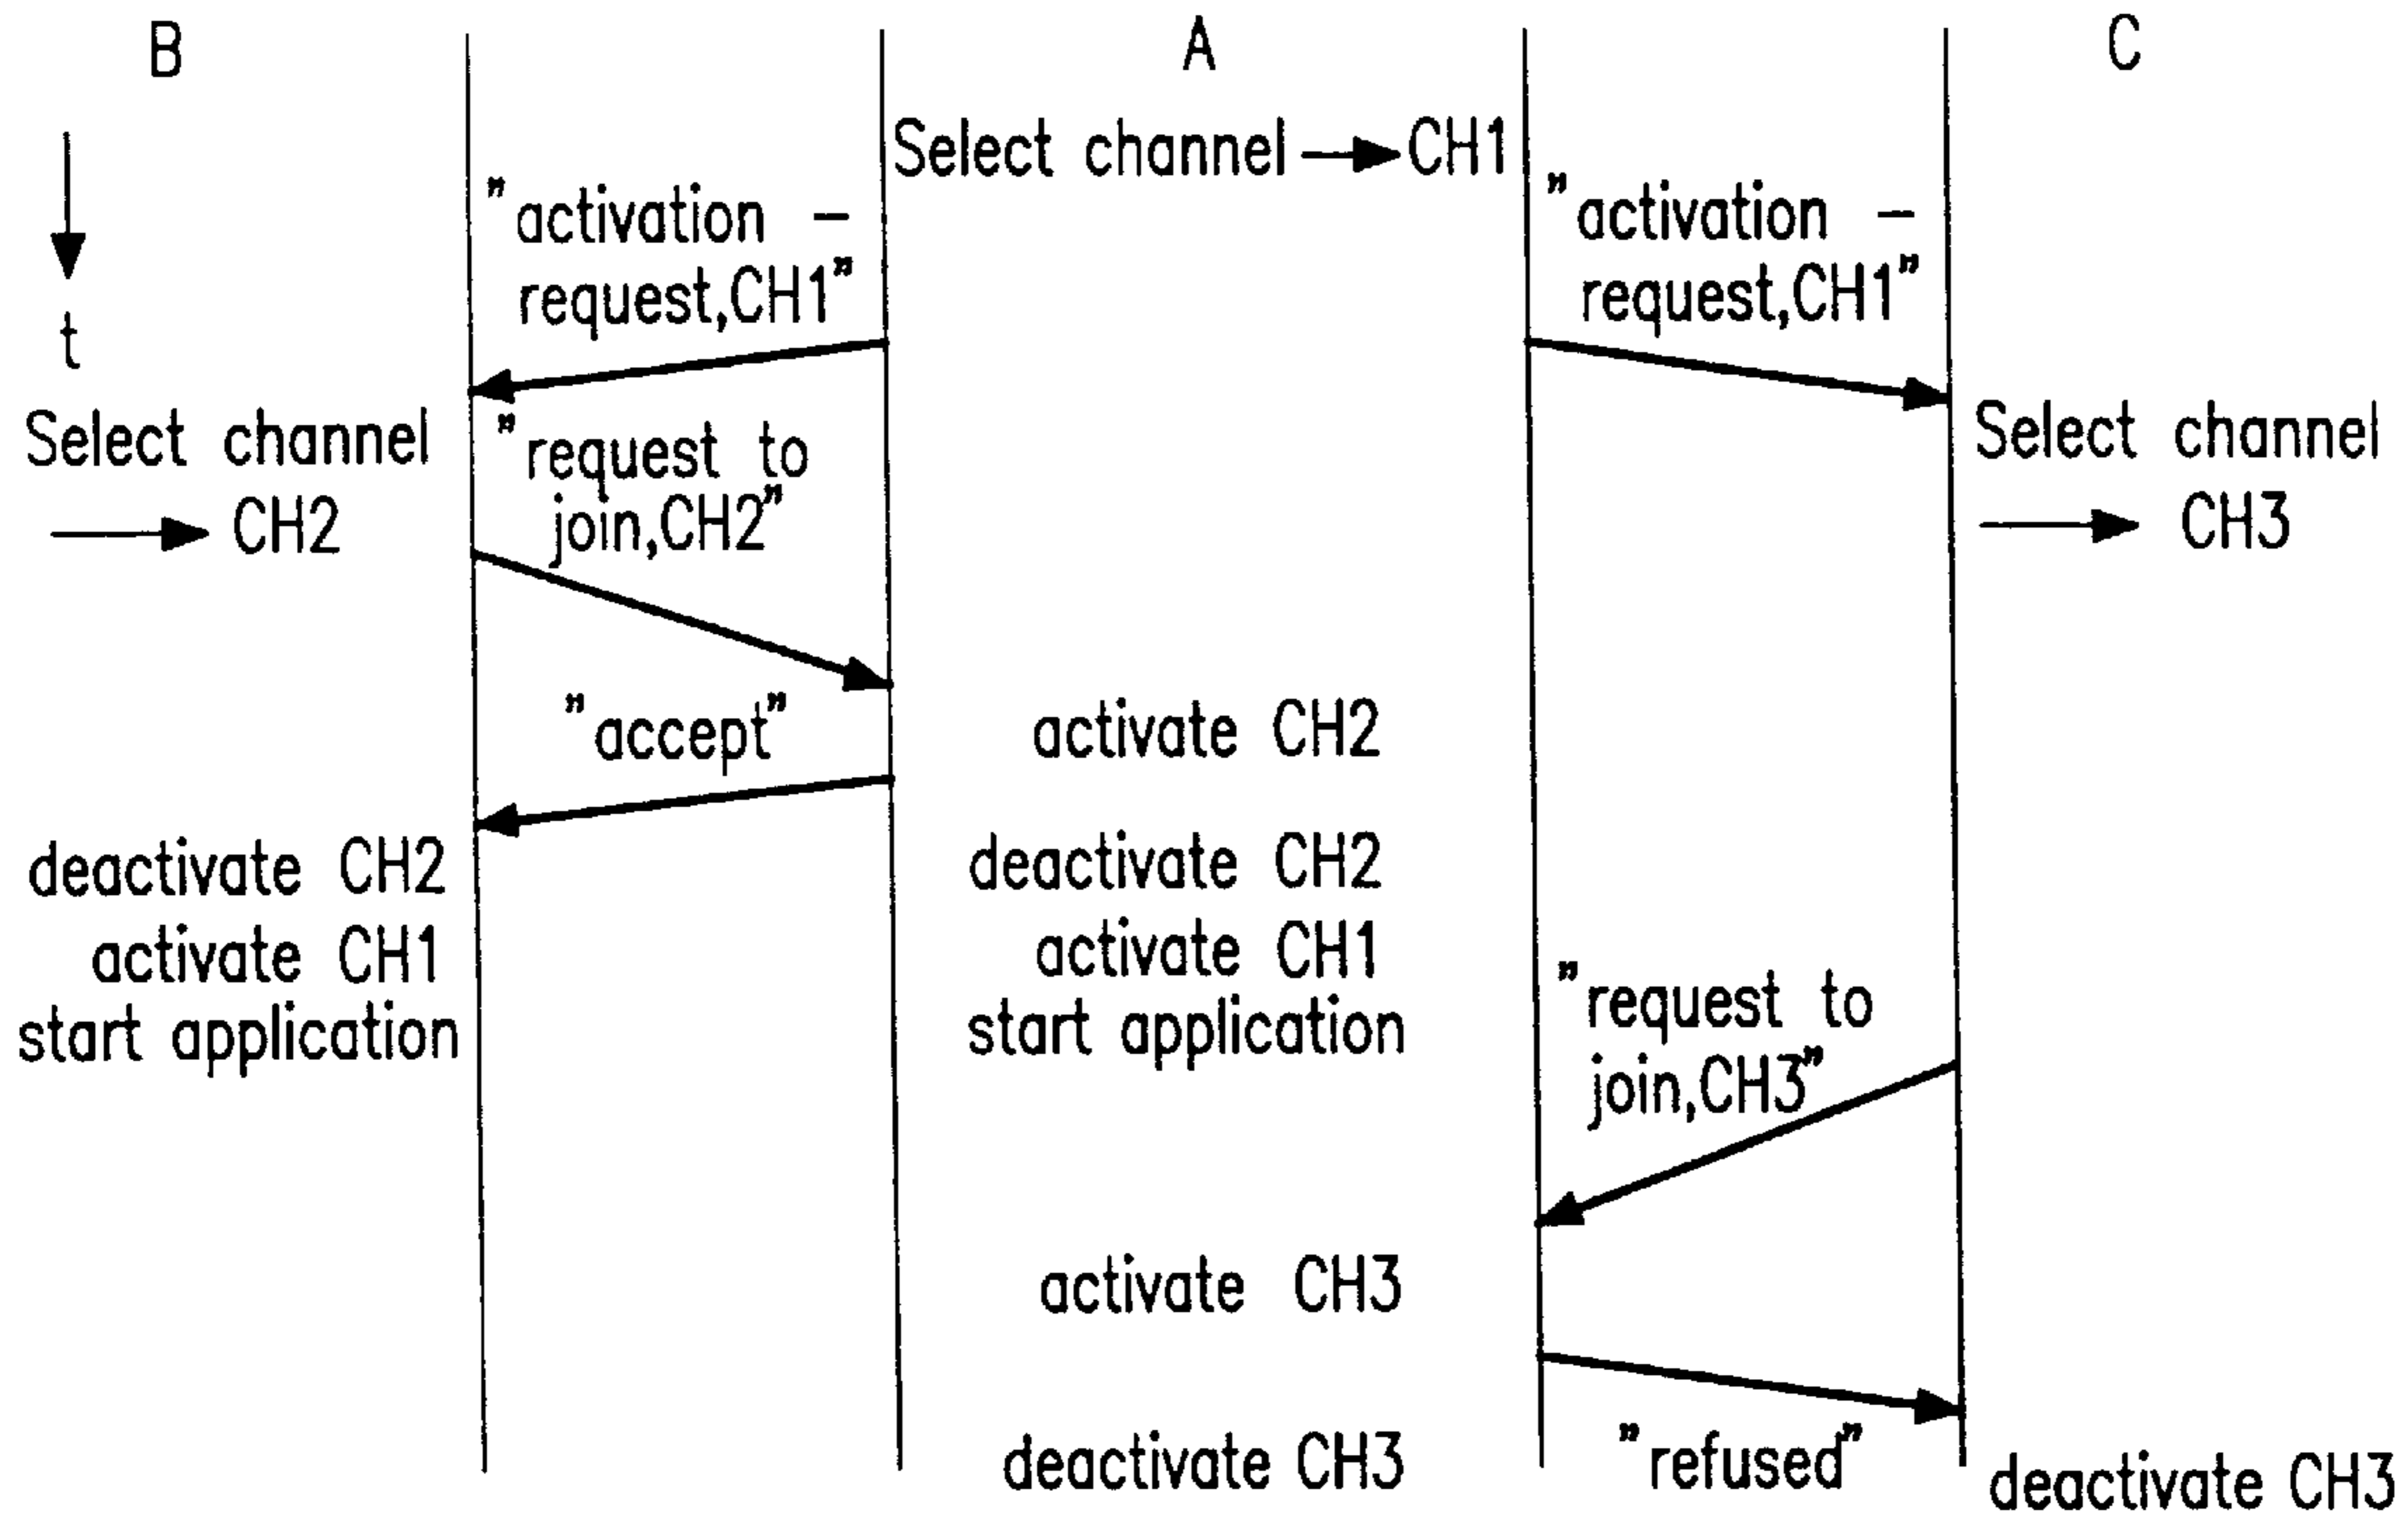 B
A
C
Select channel → CH1
"activation –
request,CH1"
"activation –
request,CH1"
t
Select channel
→ CH2
"request to
join,CH2"
Select channel
→ CH3
"accept"
activate CH2
deactivate CH2
activate CH1
start application
deactivate CH2
activate CH1
start application
"request to
join,CH3"
activate CH3
deactivate CH3
"refused"
deactivate CH3